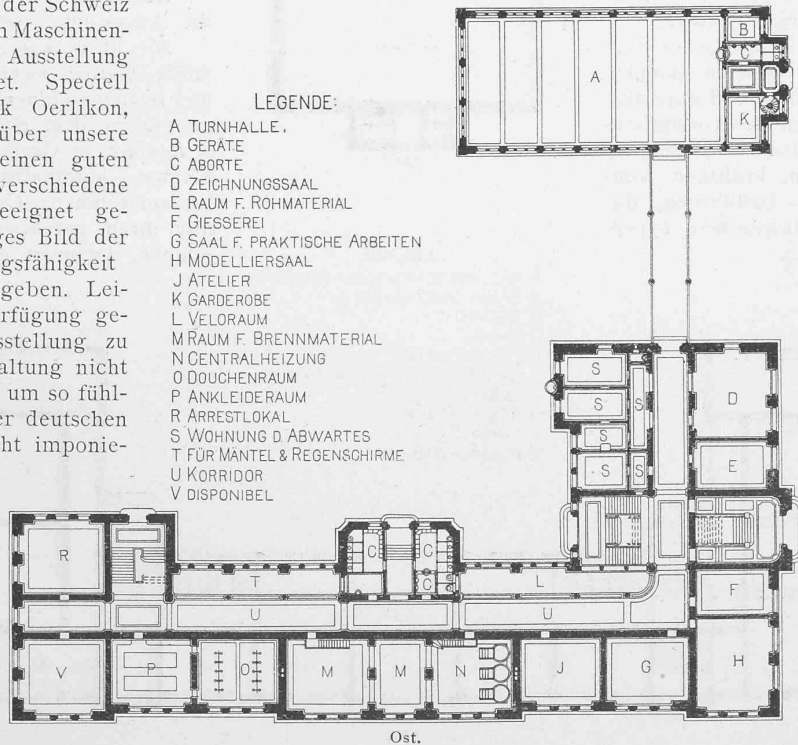 der Schweiz
n Maschinen-
Ausstellung
et. Speciell
k Oerlikon,
über unsere
einen guten
verschiedene
eeignet ge-
ges Bild der
gsfähigkeit
geben. Lei-
rfügung ge-
sstellung zu
altung nicht
um so fühl-
er deutschen
cht imponie-
LEGENDE:
A TURNHALLE,
B GERÄTE
C ABORTE
D ZEICHNUNGSSAAL
E RAUM F. ROHMATERIAL
F GIESSEREI
G SAAL F. PRAKTISCHE ARBEITEN
H MODELLIERSAAL
J ATELIER
K GARDEROBE
L VELORAUM
M RAUM F. BRENNMATERIAL
N CENTRALHEIZUNG
O DOUCHENRAUM
P ANKLEIDERAUM
R ARRESTLOKAL
S WOHNUNG D. ABWARTES
T FÜR MÄNTEL & REGENSCHIRME
U KORRIDOR
V DISPONIBEL
A
B
C
K
S
S
S
S
S
S
D
E
R
T
C
C
C
L
F
U
U
V
P
O
M
M
N
J
G
H
Ost.